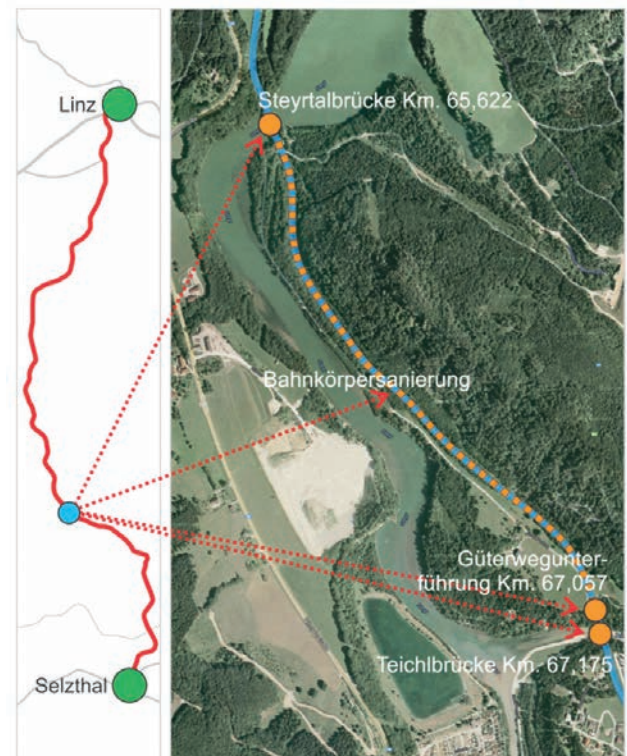 Linz
Selzthal
Steyrtalbrücke Km. 65,622
Bahnkörpersanierung
Güterwegunter-
führung Km. 67,057
Teichlbrücke Km. 67,175